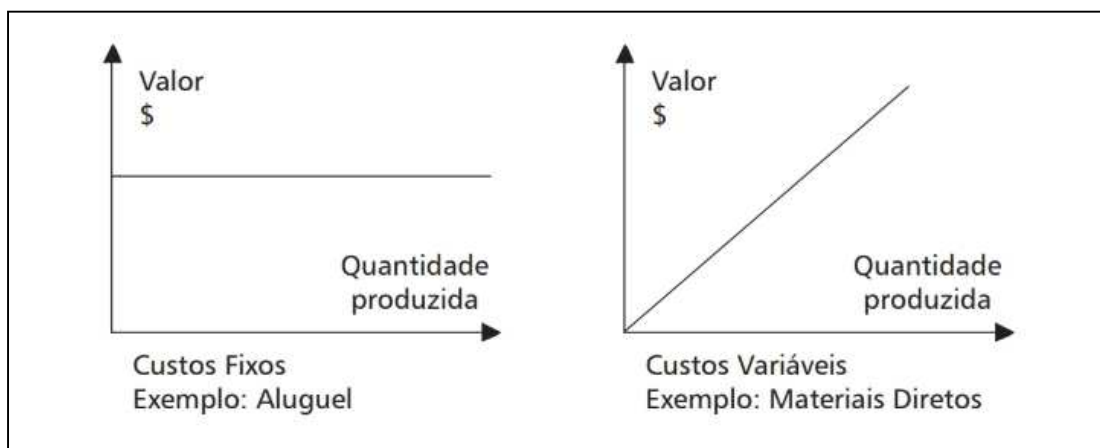 Valor
$
Quantidade
produzida
Custos Fixos
Exemplo: Aluguel
Valor
$
Quantidade
produzida
Custos Variáveis
Exemplo: Materiais Diretos